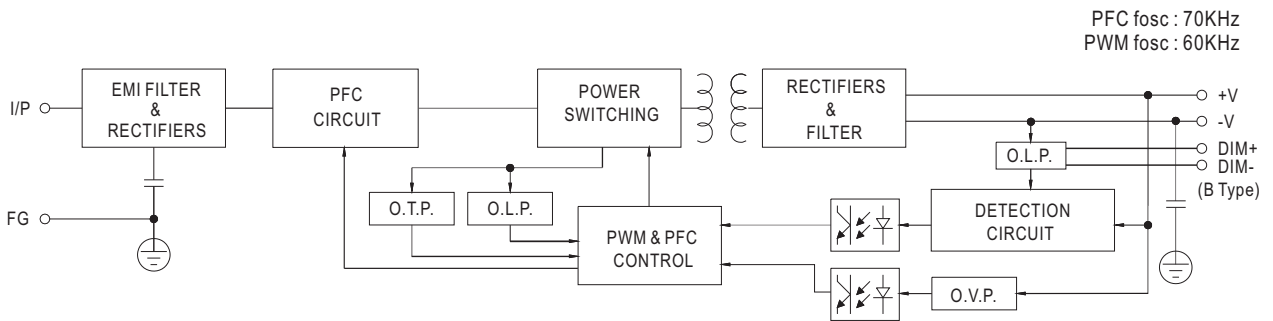 PFC fosc : 70KHz
PWM fosc : 60KHz
I/P
EMI FILTER
&
RECTIFIERS
PFC
CIRCUIT
POWER
SWITCHING
RECTIFIERS
&
FILTER
+V
-V
DIM+
DIM-
(B Type)
O.L.P.
FG
O.T.P.
O.L.P.
PWM & PFC
CONTROL
DETECTION
CIRCUIT
O.V.P.